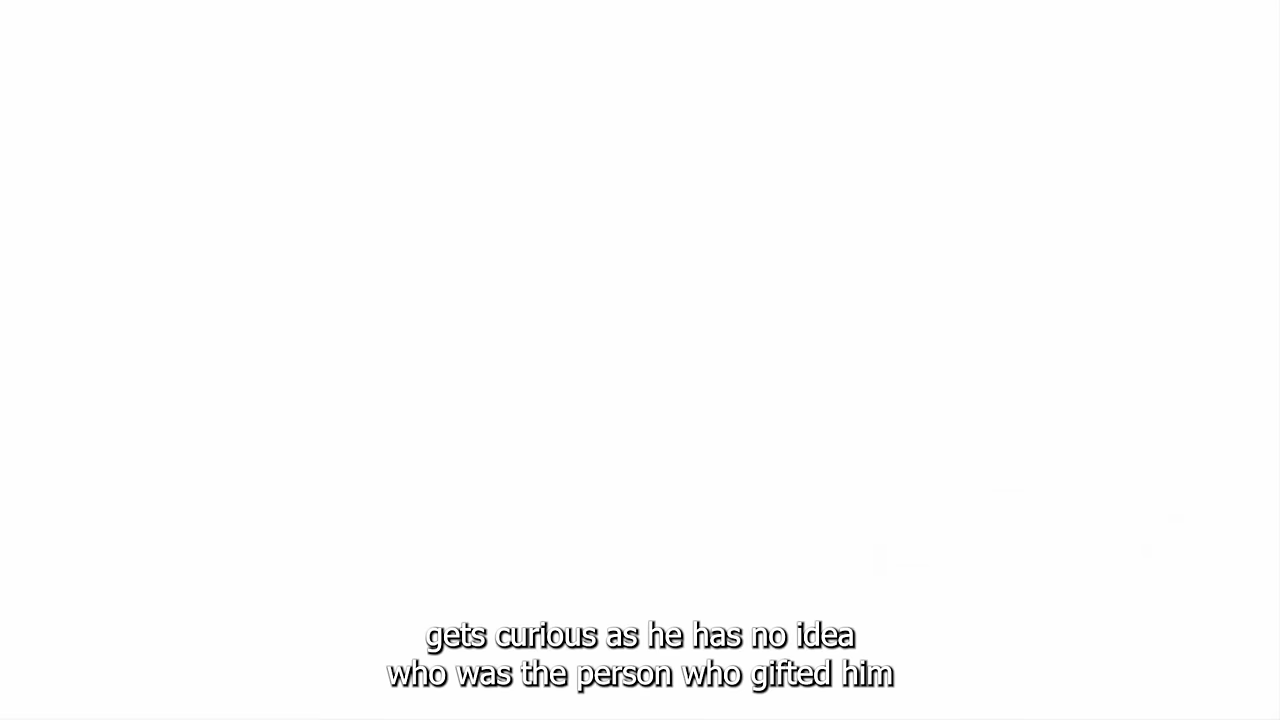 gets curious as he has no idea
who was the person who gifted him